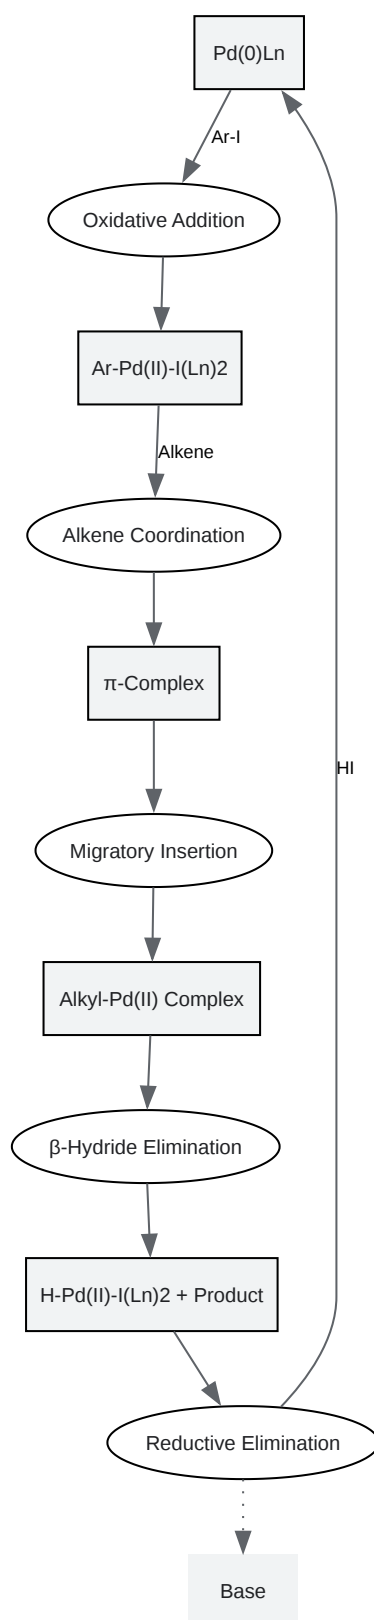 Pd(0)Ln
Ar-I
Oxidative Addition
Ar-Pd(II)-I(Ln)2
Alkene
Alkene Coordination
π-Complex
HI
Migratory Insertion
Alkyl-Pd(II) Complex
β-Hydride Elimination
H-Pd(II)-I(Ln)2 + Product
Reductive Elimination
Base